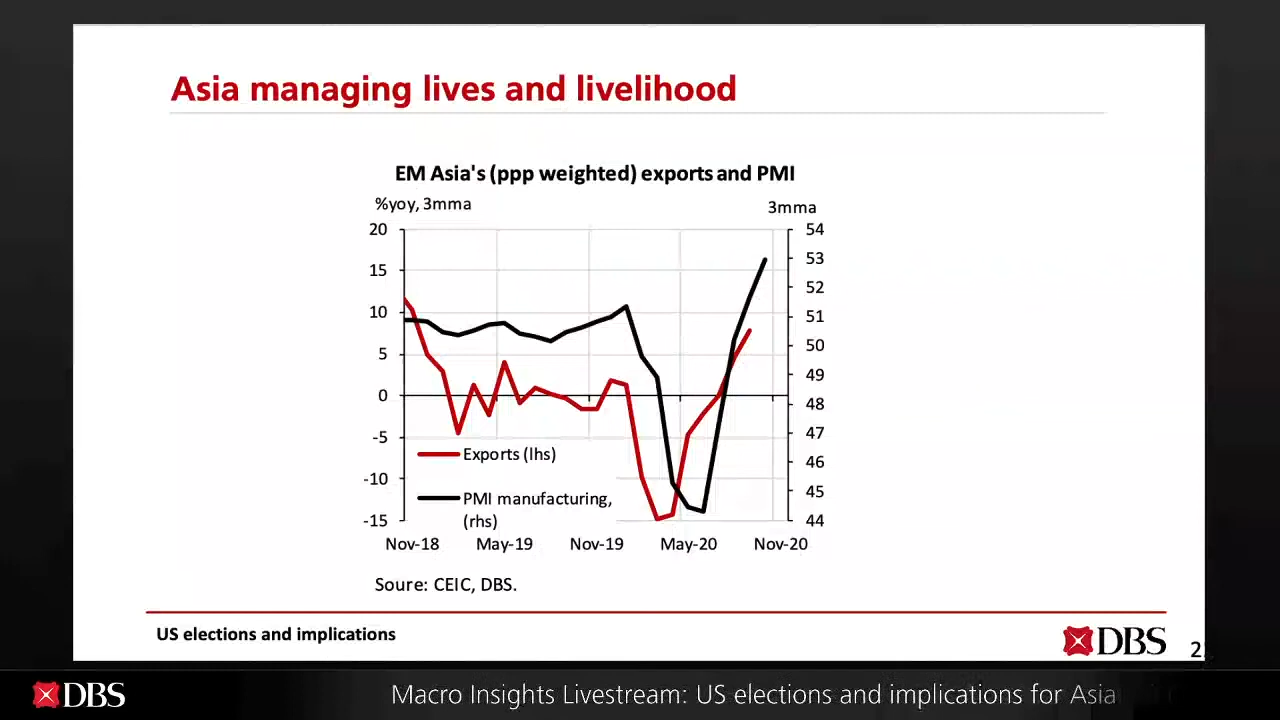 Asia managing lives and livelihood
EM Asia's (ppp weighted) exports and PMI
%yoy, 3mma
3mma
20
15
10
5
0
-5
-10
-15
54
53
52
51
50
49
48
47
46
45
44
Exports (lhs)
PMI manufacturing,
(rhs)
Nov-18 May-19 Nov-19 May-20 Nov-20
Soure: CEIC, DBS.
US elections and implications
DBS
DBS
Macro Insights Livestream: US elections and implications for Asia